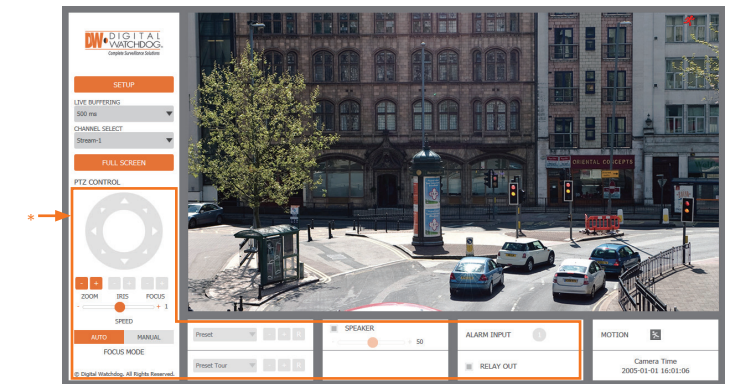 *
DW DIGITAL
WATCHDOG®
Complete Surveillance Solutions
SETUP
LIVE BUFFERING
500 ms
CHANNEL SELECT
Stream-1
FULL SCREEN
PTZ CONTROL
- +
ZOOM IRIS FOCUS
- + 1
SPEED
AUTO MANUAL
FOCUS MODE
© Digital Watchdog. All Rights Reserved.
ORIENTAL CONCEPTS
Preset
Preset Tour
SPEAKER
- + 50
ALARM INPUT 1
RELAY OUT
MOTION
Camera Time
2005-01-01 16:01:06